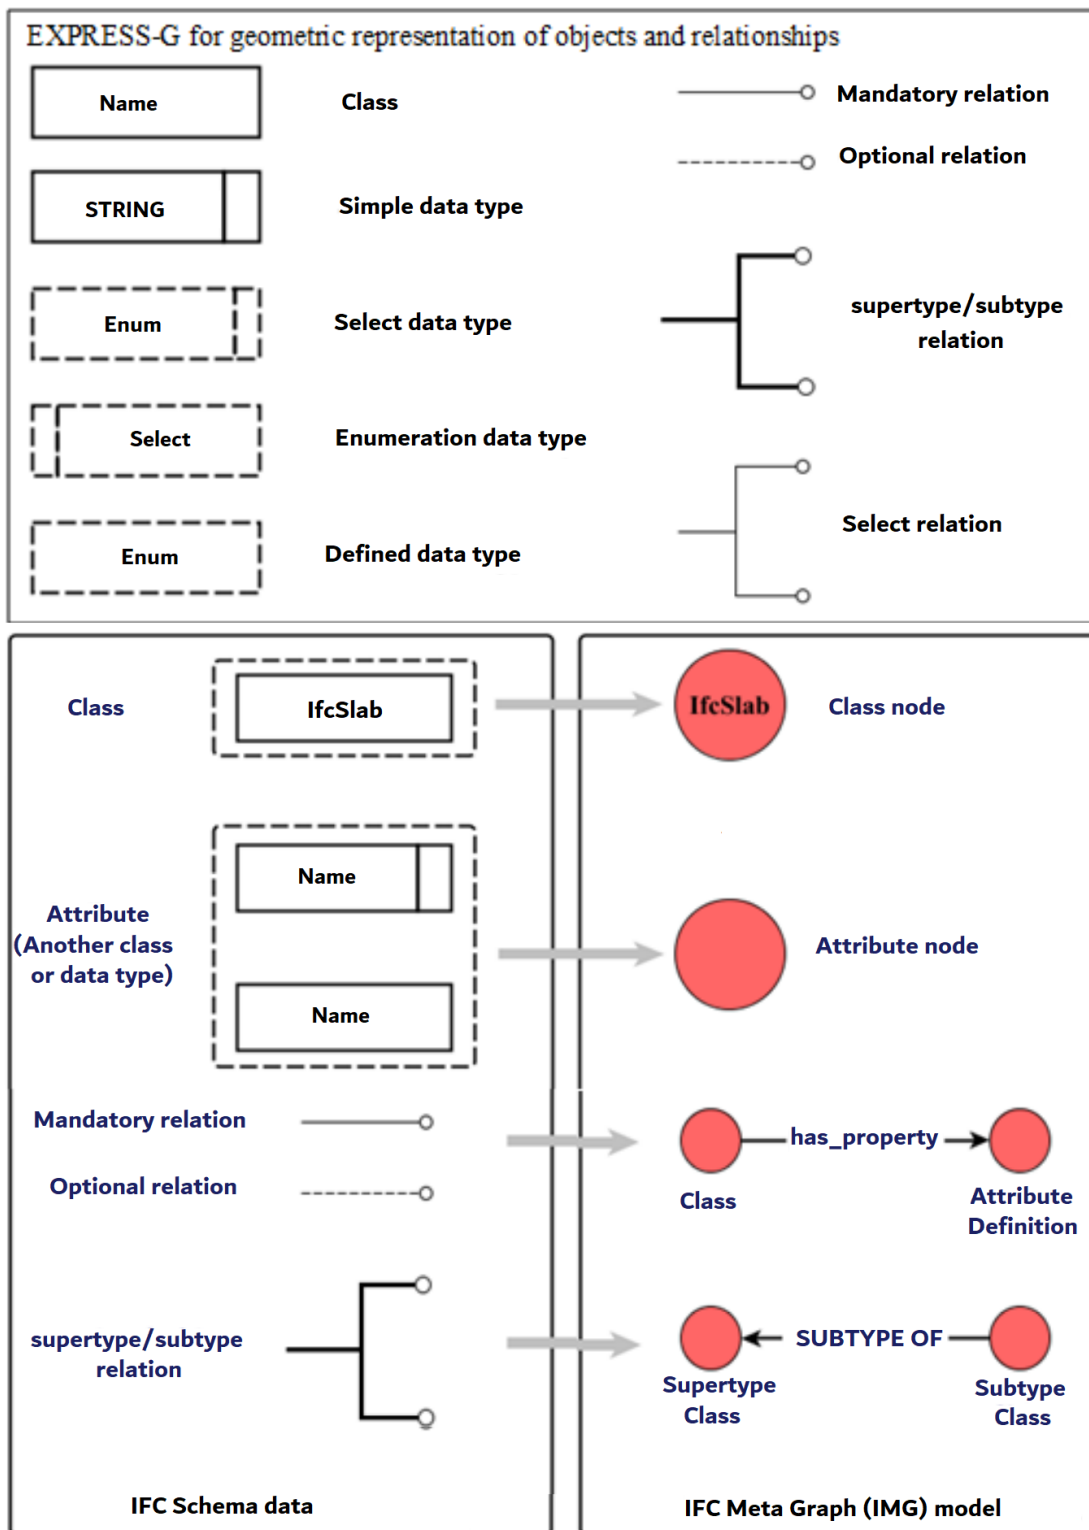 EXPRESS-G for geometric representation of objects and relationships
Name
Class
Mandatory relation
Optional relation
STRING
Simple data type
Enum
Select data type
supertype/subtype
relation
Select
Enumeration data type
Select relation
Enum
Defined data type
Class
IfcSlab
IfcSlab
Class node
Attribute
(Another class
or data type)
Name
Name
Attribute node
Mandatory relation
Optional relation
has_property
Class
Attribute
Definition
supertype/subtype
relation
SUBTYPE OF
Supertype
Class
Subtype
Class
IFC Schema data
IFC Meta Graph (IMG) model